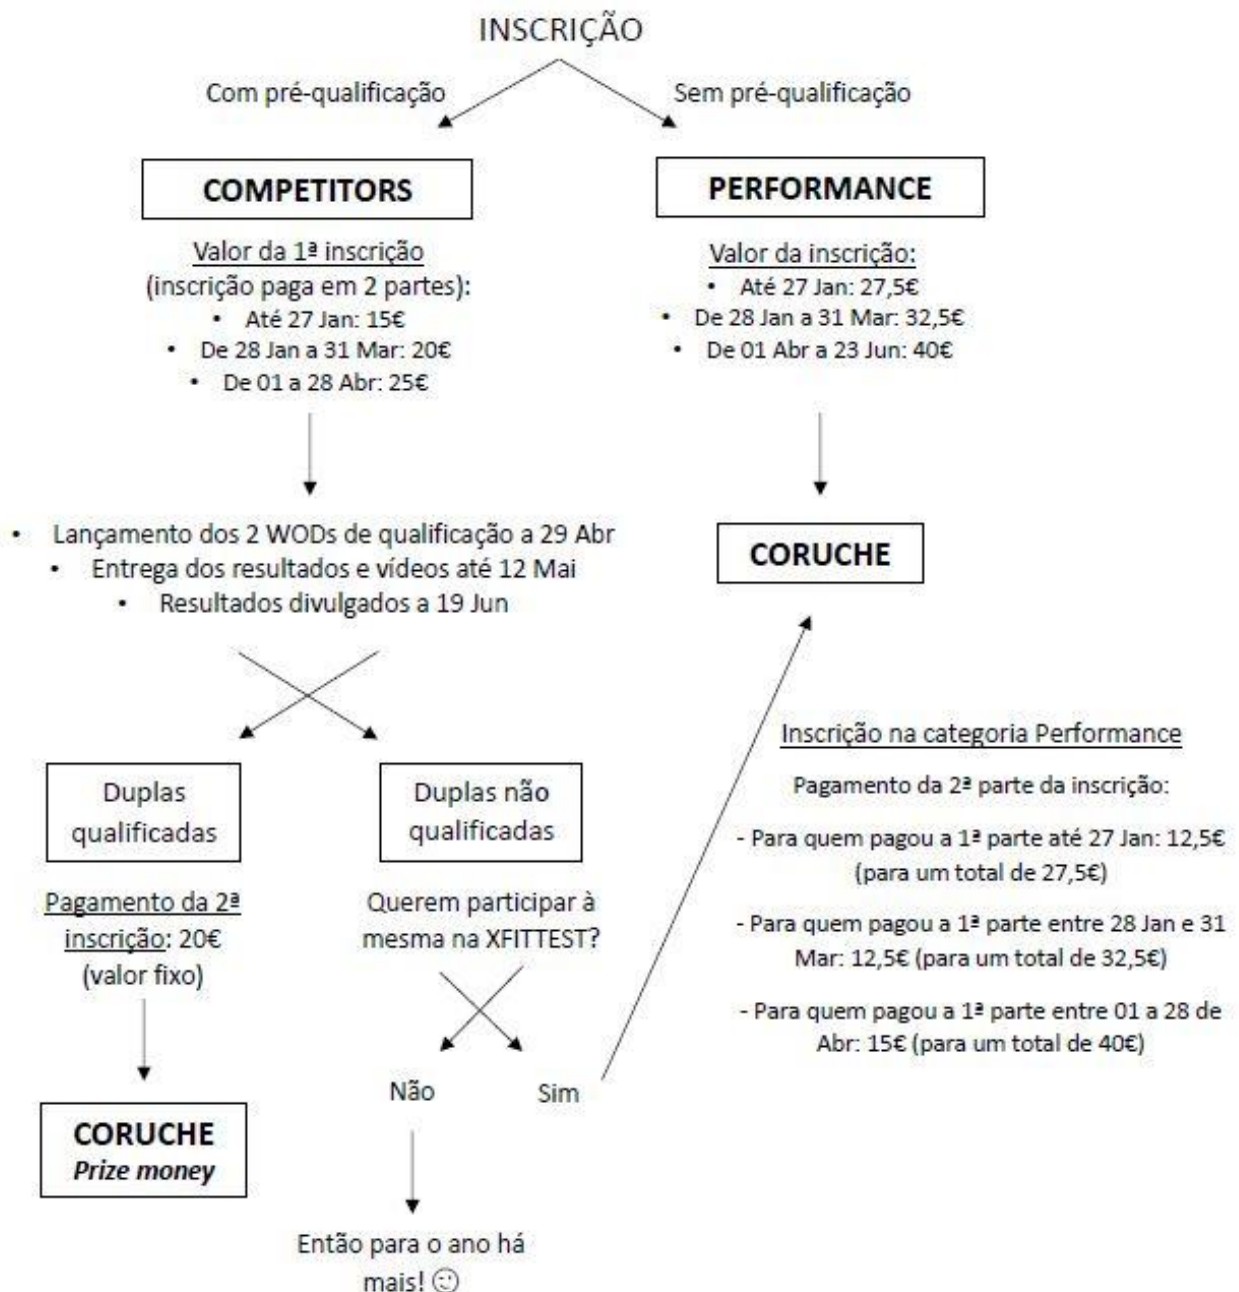 INSCRIÇÃO
Com pré-qualificação
Sem pré-qualificação
COMPETITORS
Valor da 1ª inscrição
(inscrição paga em 2 partes):
• Até 27 Jan: 15€
• De 28 Jan a 31 Mar: 20€
• De 01 a 28 Abr: 25€
PERFORMANCE
Valor da inscrição:
• Até 27 Jan: 27,5€
• De 28 Jan a 31 Mar: 32,5€
• De 01 Abr a 23 Jun: 40€
• Lançamento dos 2 WODs de qualificação a 29 Abr
• Entrega dos resultados e vídeos até 12 Mai
• Resultados divulgados a 19 Jun
CORUCHE
Duplas
qualificadas
Pagamento da 2ª
inscrição: 20€
(valor fixo)
CORUCHE
Prize money
Duplas não
qualificadas
Querem participar à
mesma na XFITTEST?
Não
Sim
Então para o ano há
mais! ☺
Inscrição na categoria Performance
Pagamento da 2ª parte da inscrição:
- Para quem pagou a 1ª parte até 27 Jan: 12,5€
(para um total de 27,5€)
- Para quem pagou a 1ª parte entre 28 Jan e 31
Mar: 12,5€ (para um total de 32,5€)
- Para quem pagou a 1ª parte entre 01 a 28 de
Abr: 15€ (para um total de 40€)